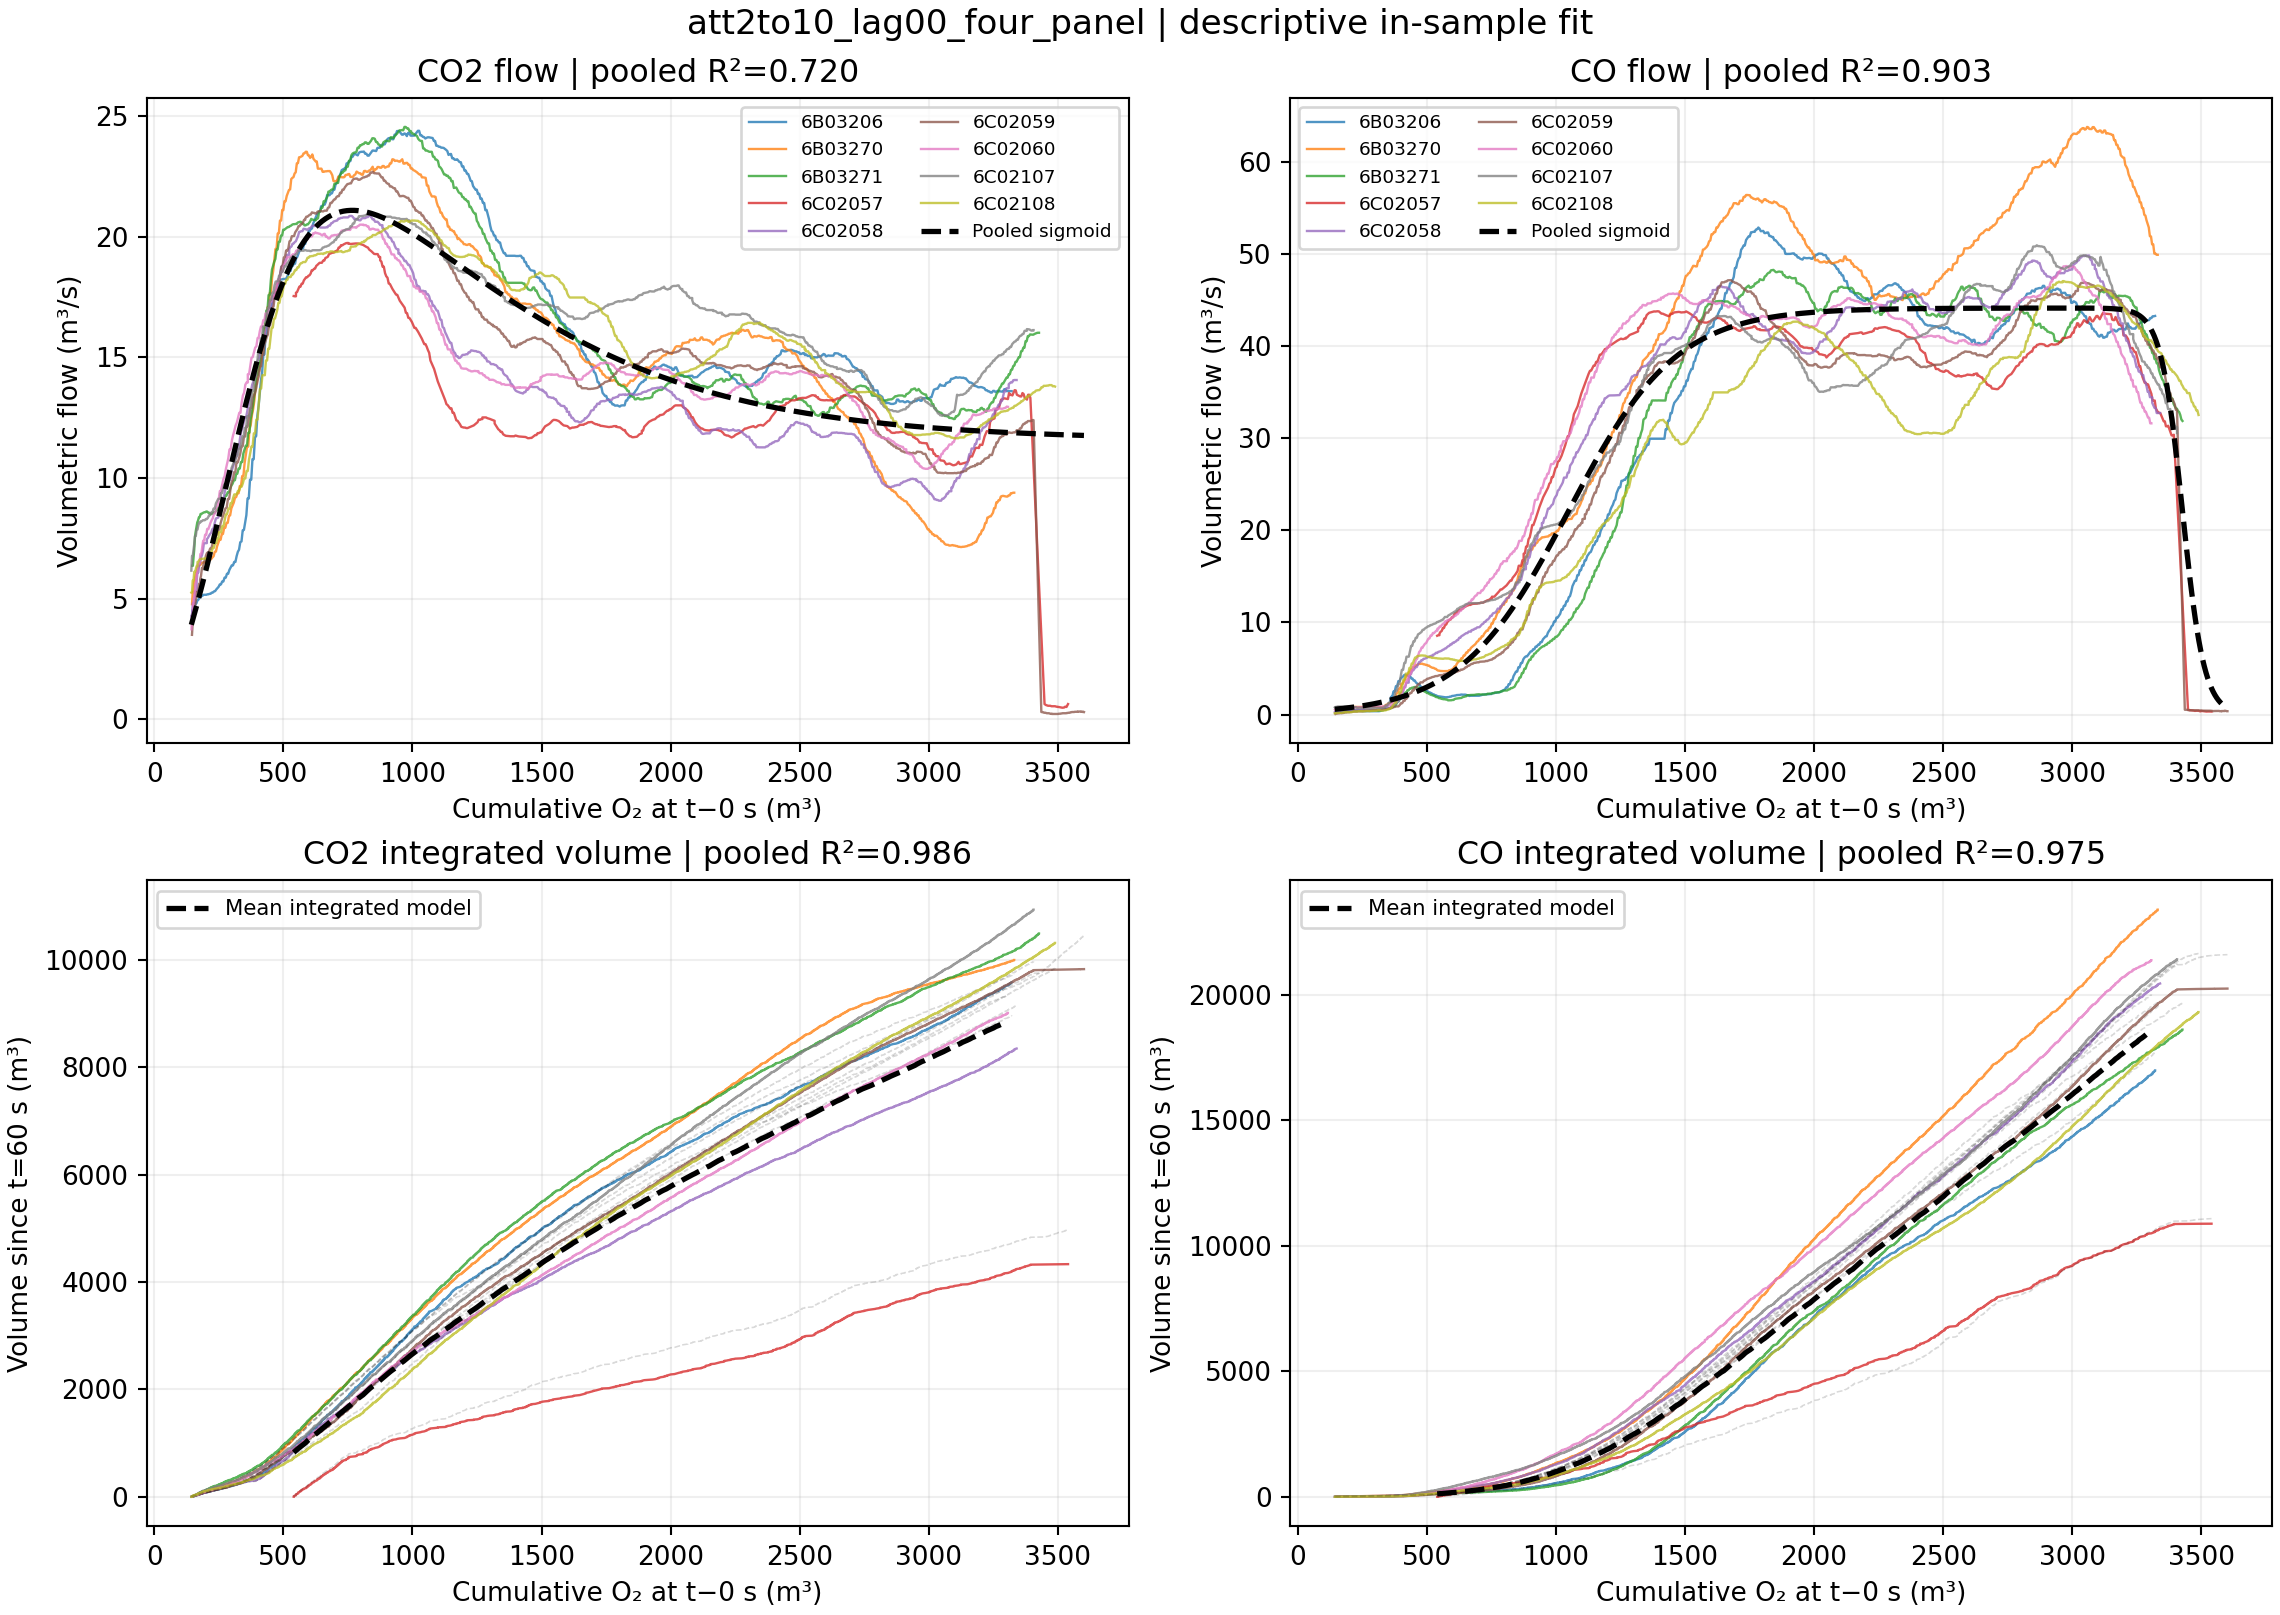 att2to10_lag00_four_panel | descriptive in-sample fit
CO2 flow | pooled R²=0.720
Volumetric flow (m³/s)
25
20
15
10
5
0
6B03206
6B03270
6B03271
6C02057
6C02058
6C02059
6C02060
6C02107
6C02108
Pooled sigmoid
0 500 1000 1500 2000 2500 3000 3500
Cumulative O₂ at t−0 s (m³)
CO flow | pooled R²=0.903
Volumetric flow (m³/s)
60
50
40
30
20
10
0
6B03206
6B03270
6B03271
6C02057
6C02058
6C02059
6C02060
6C02107
6C02108
Pooled sigmoid
0 500 1000 1500 2000 2500 3000 3500
Cumulative O₂ at t−0 s (m³)
CO2 integrated volume | pooled R²=0.986
Volume since t=60 s (m³)
10000
8000
6000
4000
2000
0
Mean integrated model
0 500 1000 1500 2000 2500 3000 3500
Cumulative O₂ at t−0 s (m³)
CO integrated volume | pooled R²=0.975
Volume since t=60 s (m³)
20000
15000
10000
5000
0
Mean integrated model
0 500 1000 1500 2000 2500 3000 3500
Cumulative O₂ at t−0 s (m³)